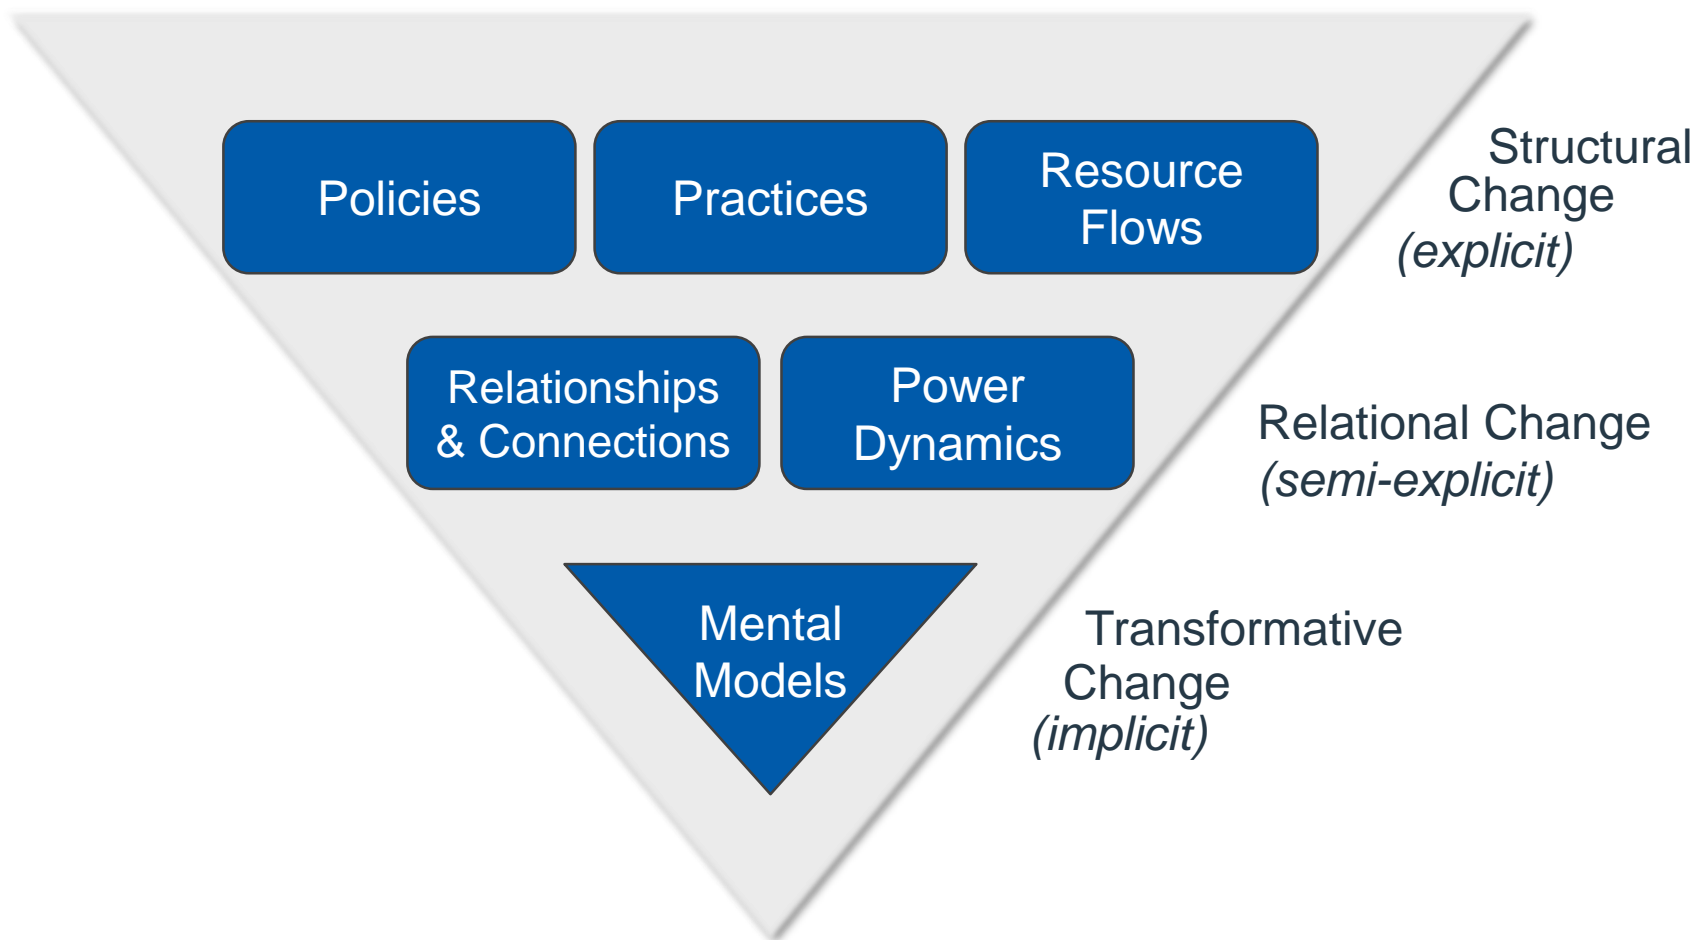 Policies
Practices
Resource
Flows
Structural
Change
(explicit)
Relationships
& Connections
Power
Dynamics
Relational Change
(semi-explicit)
Mental
Models
Transformative
Change
(implicit)